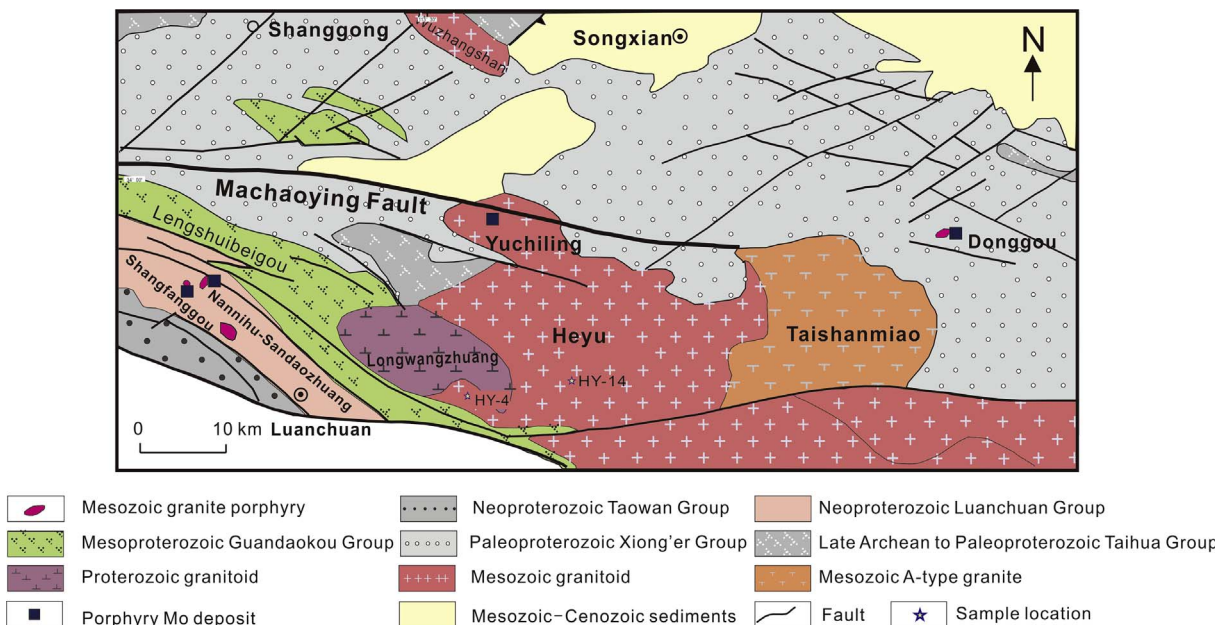 Shanggong
Wuzhangshan
Songxian
N
Machaoying Fault
Lengshuibeigou
Yuchiling
Donggou
Shangfanggou
Nannihu-Sandaozhuang
Heyu
Taishanmiao
Longwangzhuang
HY-14
HY-4
0 10 km
Luanchuan
Mesozoic granite porphyry
Neoproterozoic Taowan Group
Neoproterozoic Luanchuan Group
Mesoproterozoic Guandaokou Group
Paleoproterozoic Xiong'er Group
Late Archean to Paleoproterozoic Taihua Group
Proterozoic granitoid
Mesozoic granitoid
Mesozoic A-type granite
Porphyry Mo deposit
Mesozoic-Cenozoic sediments
Fault
Sample location